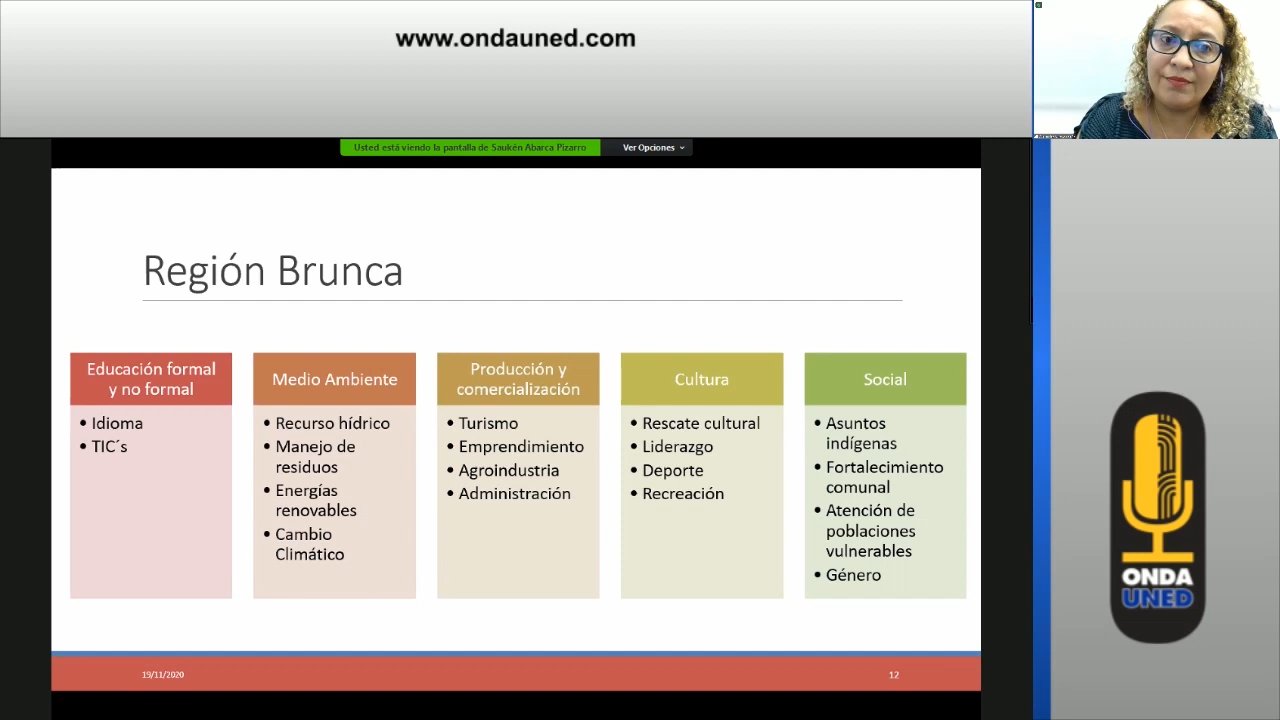 www.ondauned.com
Usted está viendo la pantalla de Saukén Abarca Pizarro
Ver Opciones
Región Brunca
Educación formal
y no formal
• Idioma
• TIC´s
Medio Ambiente
• Recurso hídrico
• Manejo de
residuos
• Energías
renovables
• Cambio
Climático
Producción y
comercialización
• Turismo
• Emprendimiento
• Agroindustria
• Administración
Cultura
• Rescate cultural
• Liderazgo
• Deporte
• Recreación
Social
• Asuntos
indígenas
• Fortalecimiento
comunal
• Atención de
poblaciones
vulnerables
• Género
19/11/2020
12
ONDA
UNED